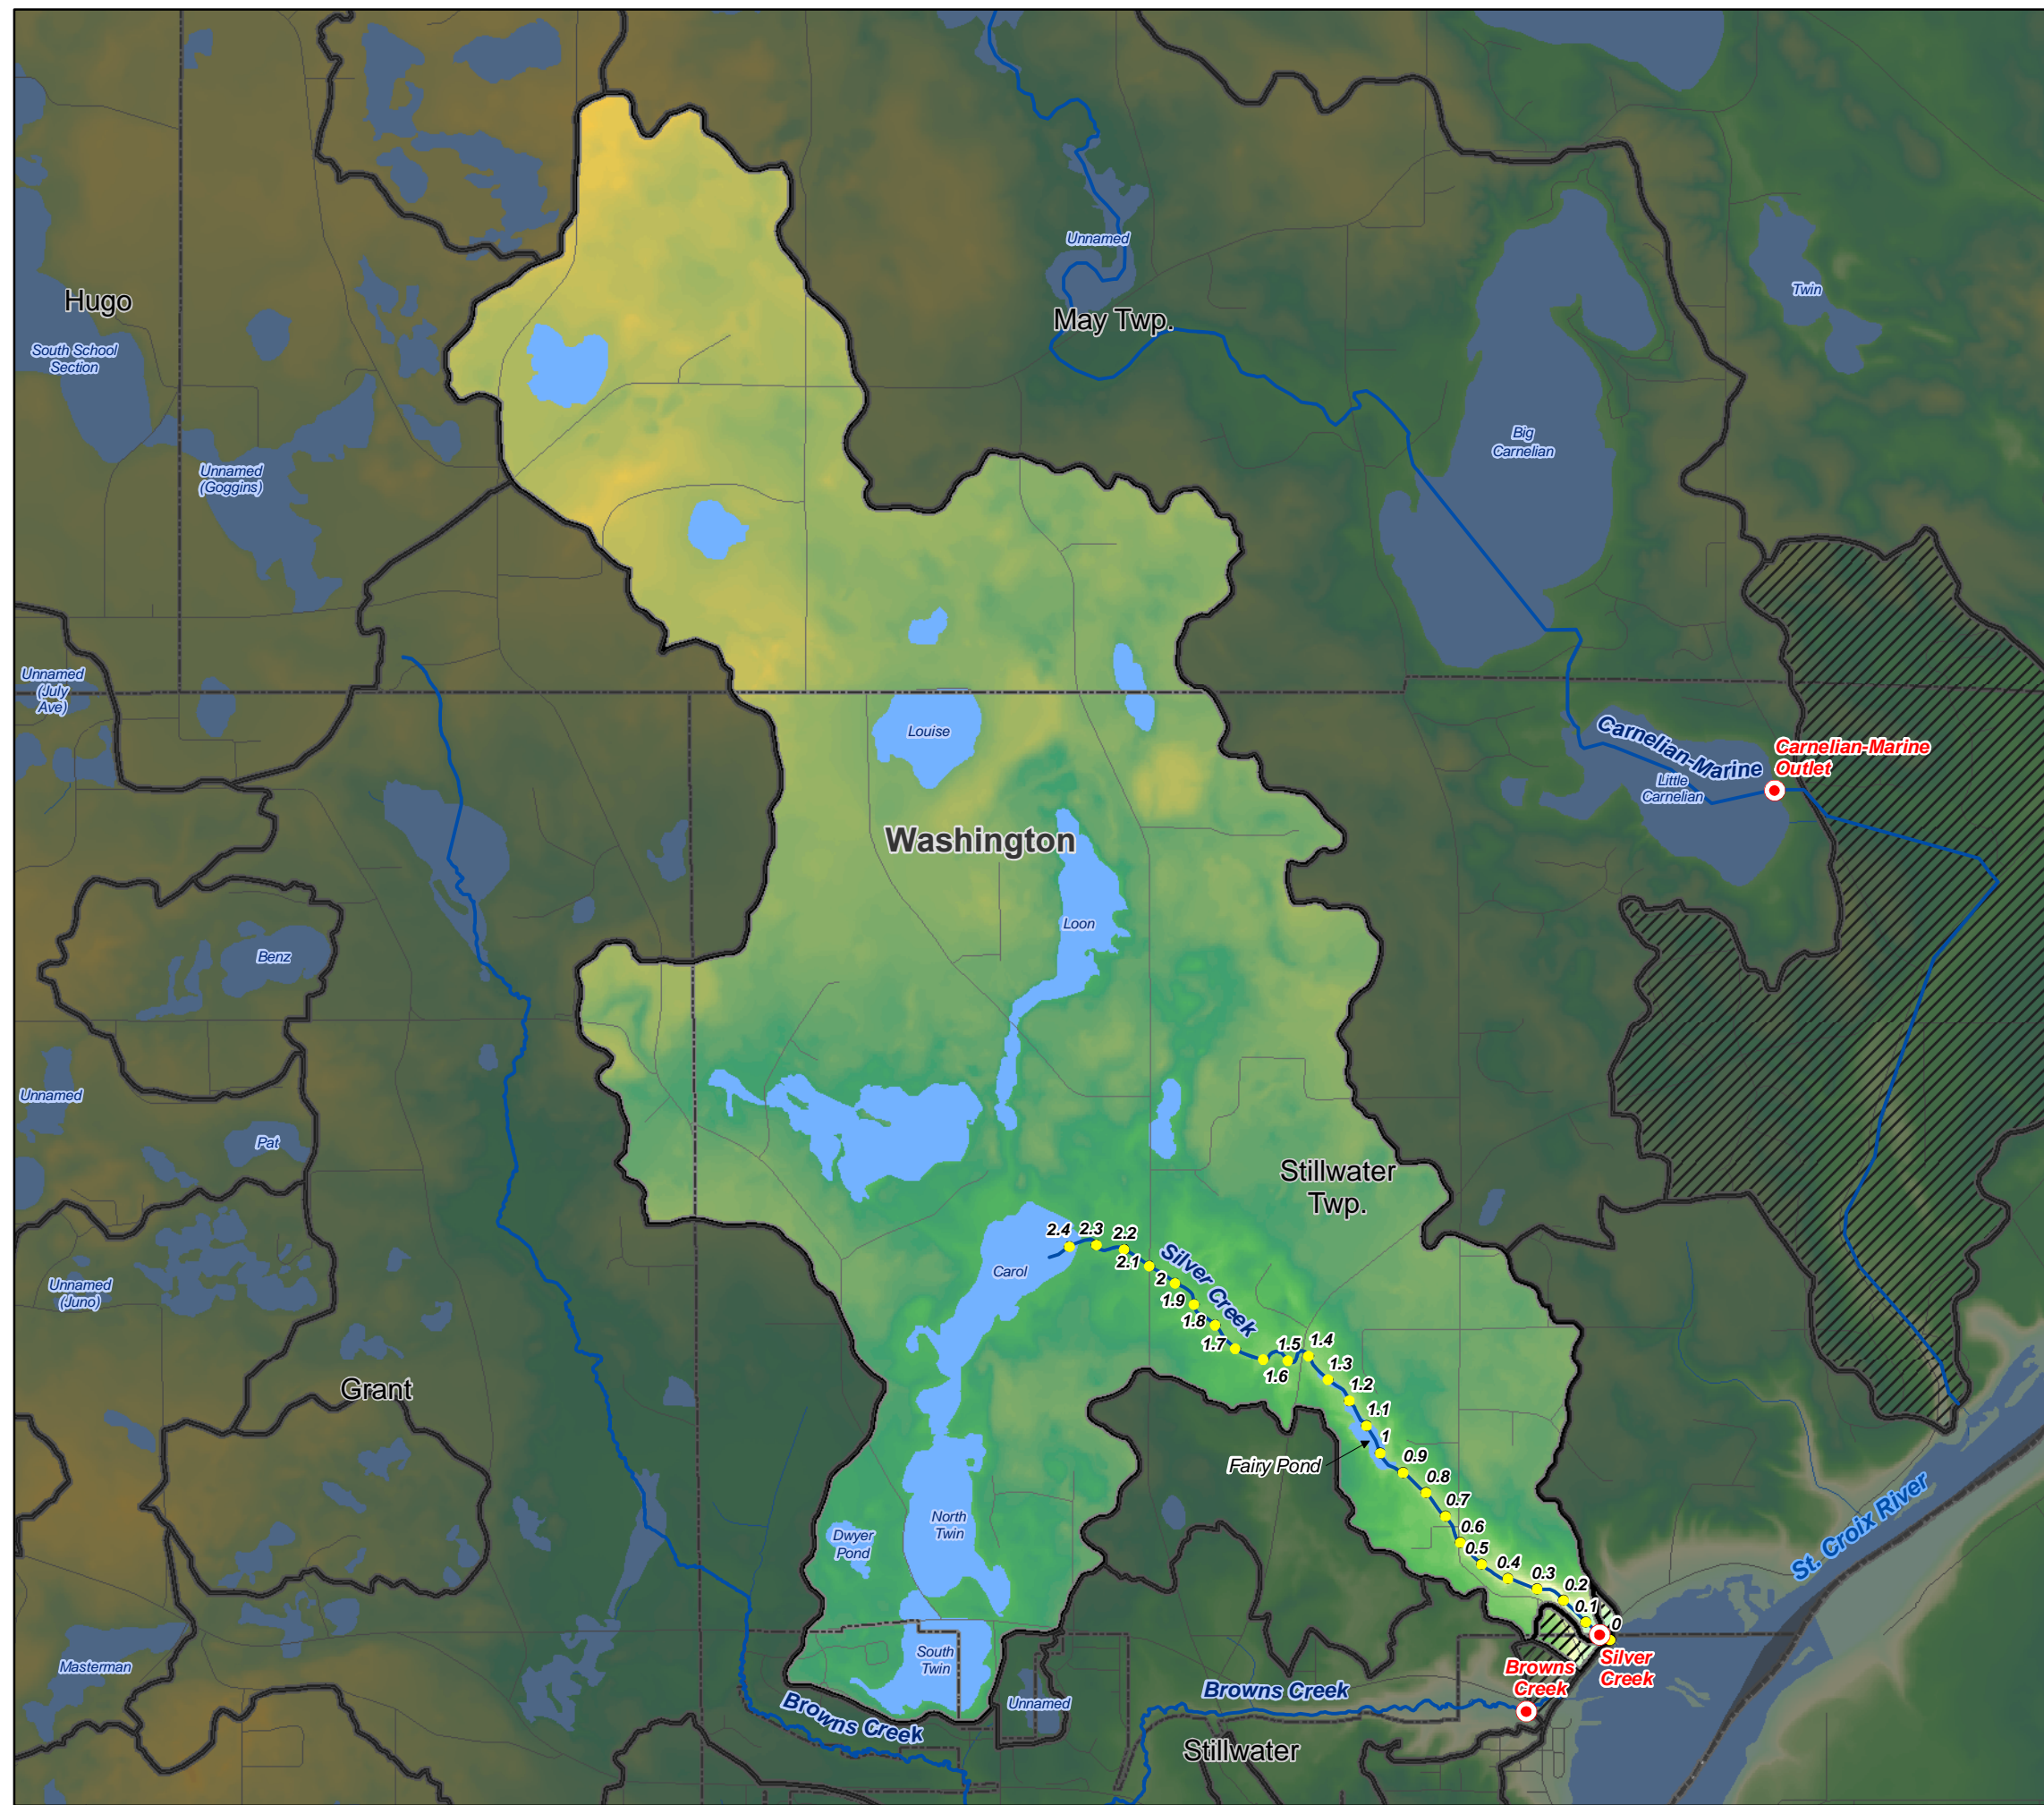 Unnamed
Hugo
Twin
May Twp.
South School
Section
Big
Carnelian
Unnamed
(Goggins)
Unnamed
(July
Ave)
Louise
Carnelian-Marine
Carnelian-Marine
Outlet
Little
Carnelian
Washington
Loon
Benz
Unnamed
Pat
Stillwater
Twp.
2.4
2.3
2.2
2.1
2
1.9
1.8
1.7
1.6
1.5
1.4
1.3
1.2
1.1
1
0.9
0.8
0.7
0.6
0.5
0.4
0.3
0.2
0.1
0
Silver Creek
Carol
Unnamed
(Juno)
Grant
Fairy Pond
North
Twin
Dwyer
Pond
St. Croix River
South
Twin
Masterman
Unnamed
Silver
Creek
Browns
Creek
Browns Creek
Browns Creek
Stillwater